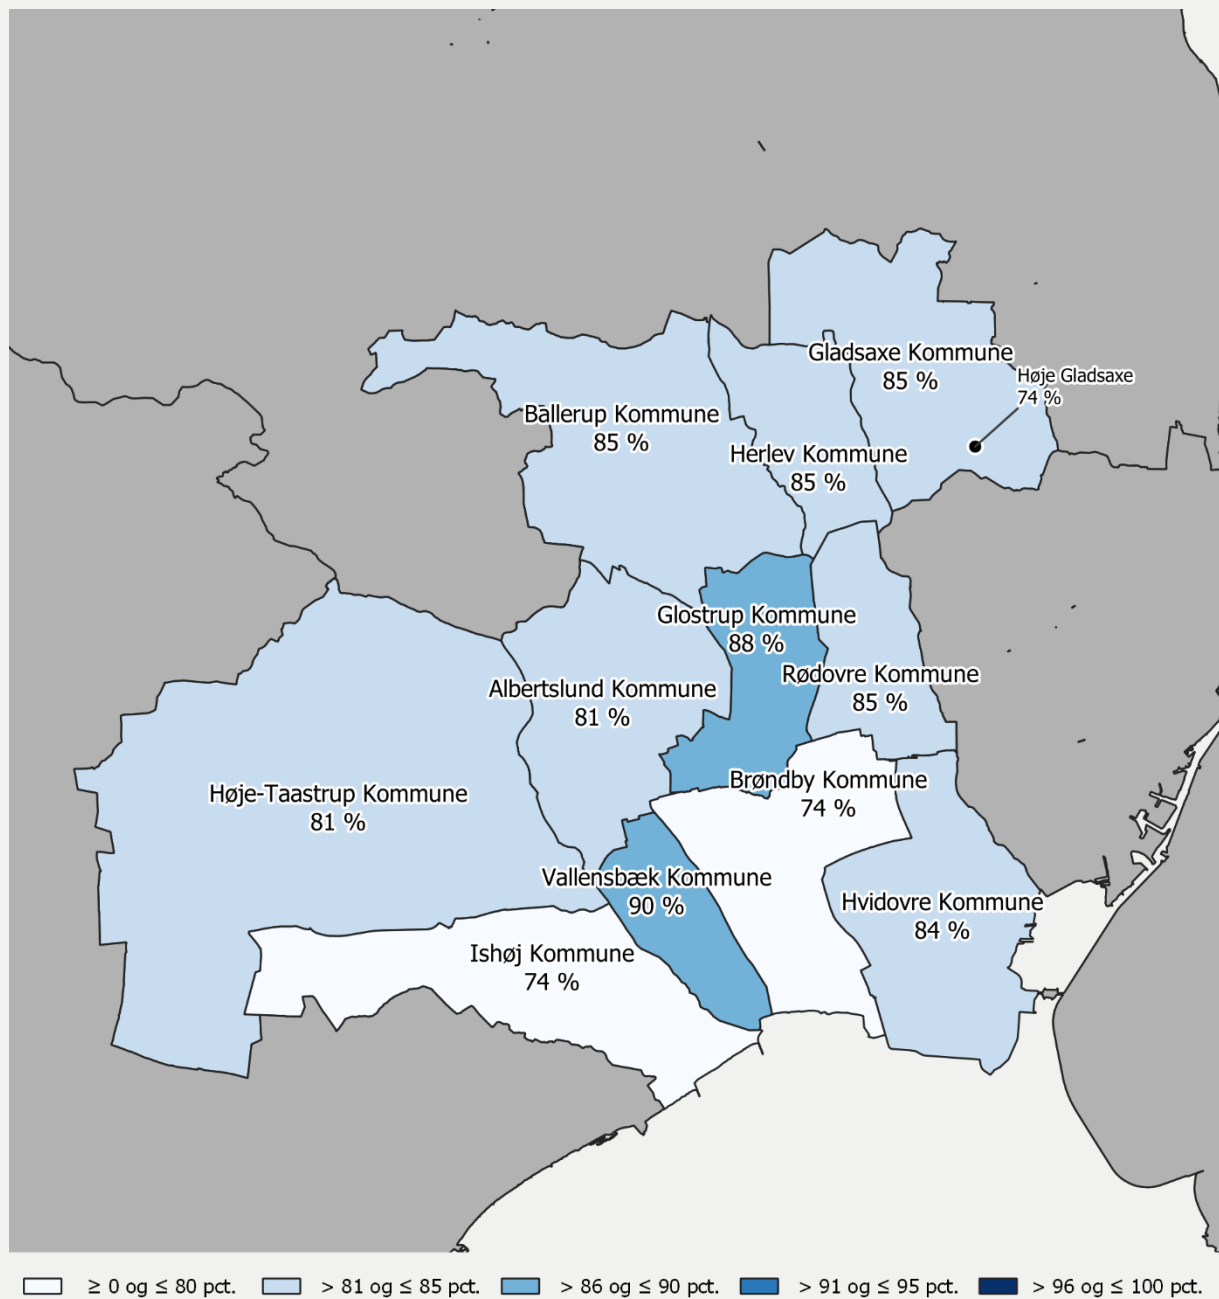 Gladsaxe Kommune
85 %
Høje Gladsaxe
74 %
Ballerup Kommune
85 %
Herlev Kommune
85 %
Glostrup Kommune
88 %
Rødovre Kommune
85 %
Albertslund Kommune
81 %
Brøndby Kommune
74 %
Høje-Taastrup Kommune
81 %
Vallensbæk Kommune
90 %
Hvidovre Kommune
84 %
Ishøj Kommune
74 %
≥ 0 og ≤ 80 pct.
> 81 og ≤ 85 pct.
> 86 og ≤ 90 pct.
> 91 og ≤ 95 pct.
> 96 og ≤ 100 pct.